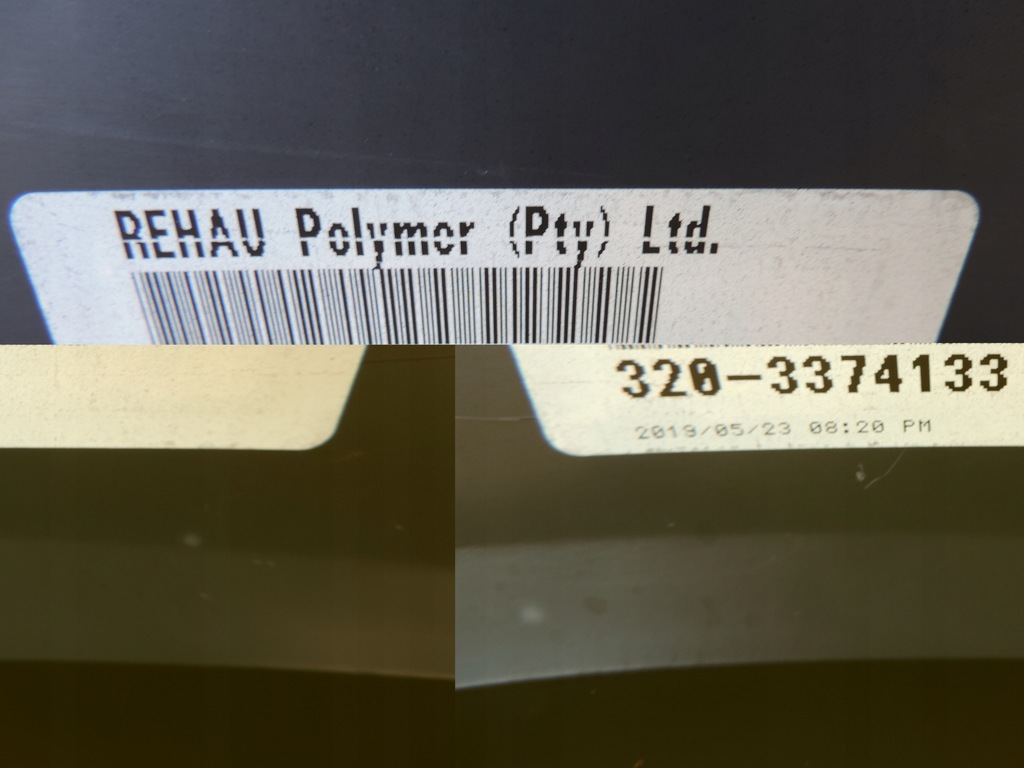 REHAU Polymer (Pty) Ltd.
320-3374133
2019/05/23 08:20 PM